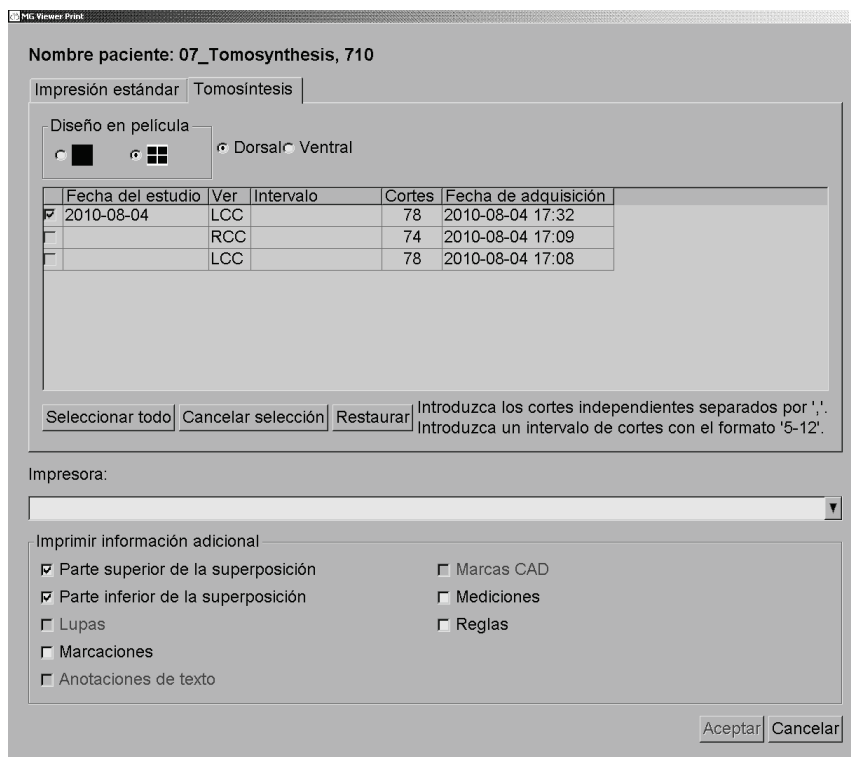 MG Viewer Print
Nombre paciente: 07_Tomosynthesis, 710
Impresión estándar Tomosíntesis
Diseño en película
Dorsal Ventral
Fecha del estudio Ver Intervalo Cortes Fecha de adquisición
2010-08-04 LCC 78 2010-08-04 17:32
RCC 74 2010-08-04 17:09
LCC 78 2010-08-04 17:08
Seleccionar todo Cancelar selección Restaurar
Introduzca los cortes independientes separados por ','.
Introduzca un intervalo de cortes con el formato '5-12'.
Impresora:
Imprimir información adicional
Parte superior de la superposición
Parte inferior de la superposición
Lupas
Marcaciones
Anotaciones de texto
Marcas CAD
Mediciones
Reglas
Aceptar Cancelar